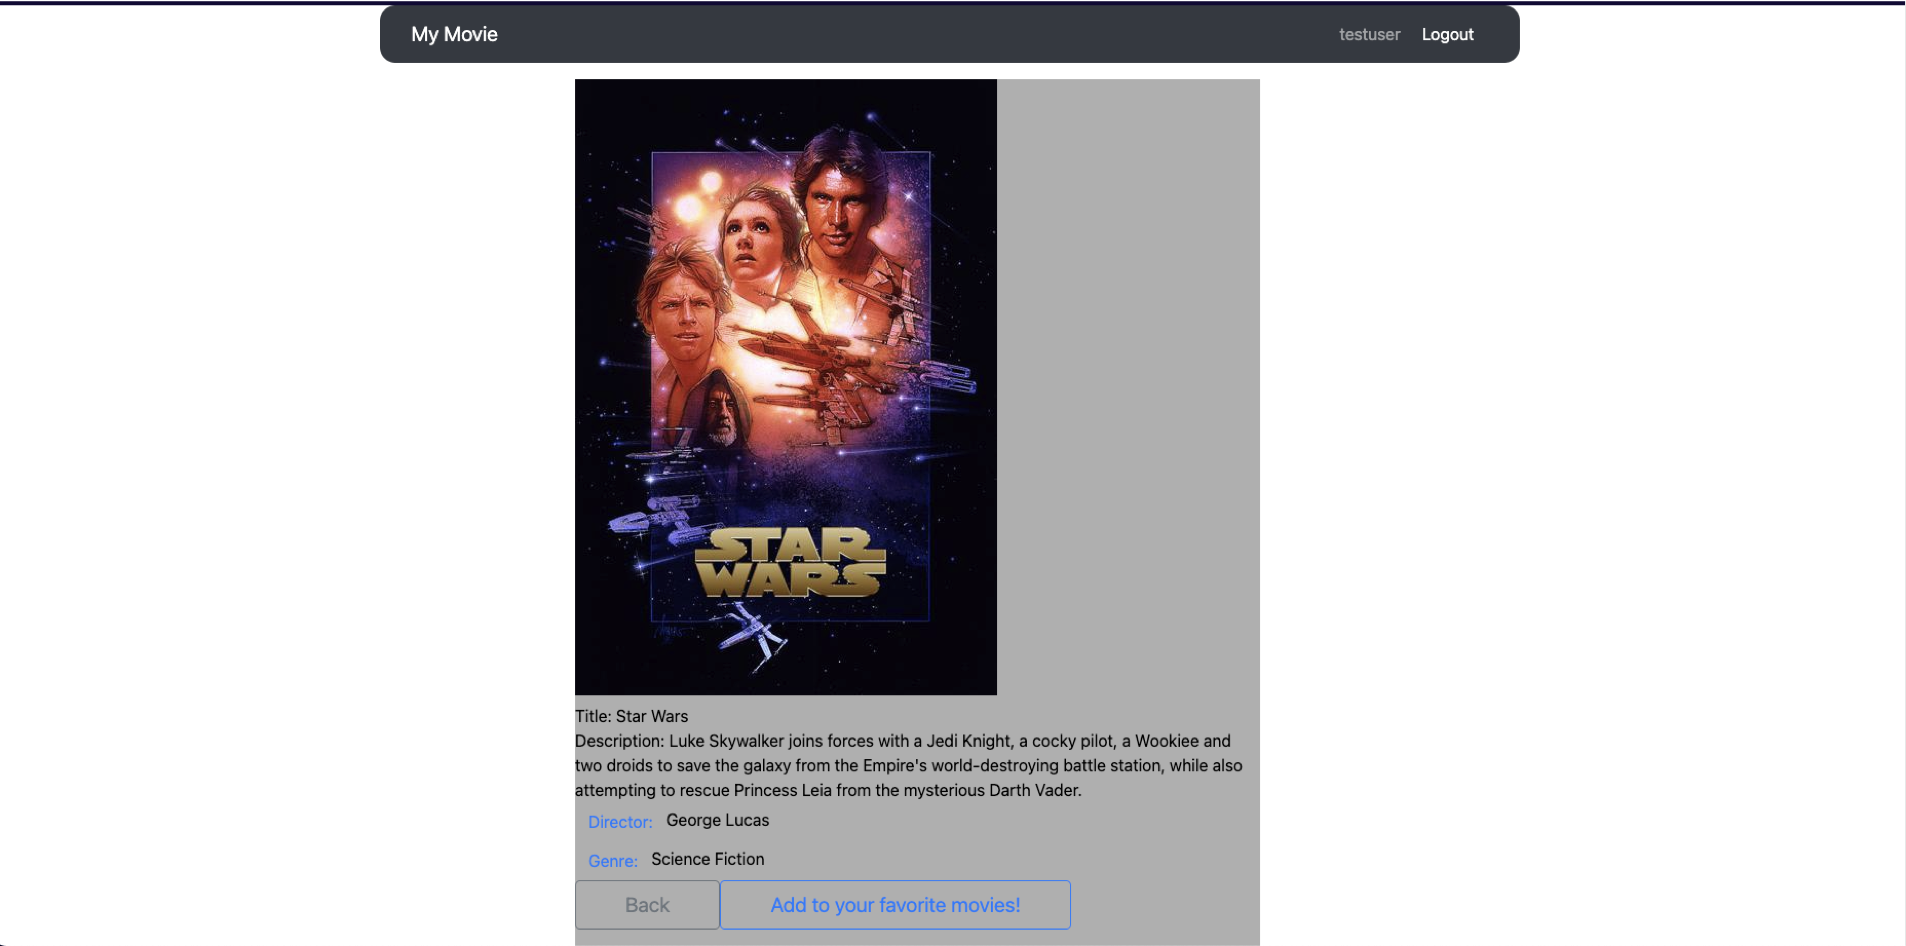 My Movie
testuser
Logout
STAR
WARS
Title: Star Wars
Description: Luke Skywalker joins forces with a Jedi Knight, a cocky pilot, a Wookiee and
two droids to save the galaxy from the Empire's world-destroying battle station, while also
attempting to rescue Princess Leia from the mysterious Darth Vader.
Director: George Lucas
Genre: Science Fiction
Back
Add to your favorite movies!